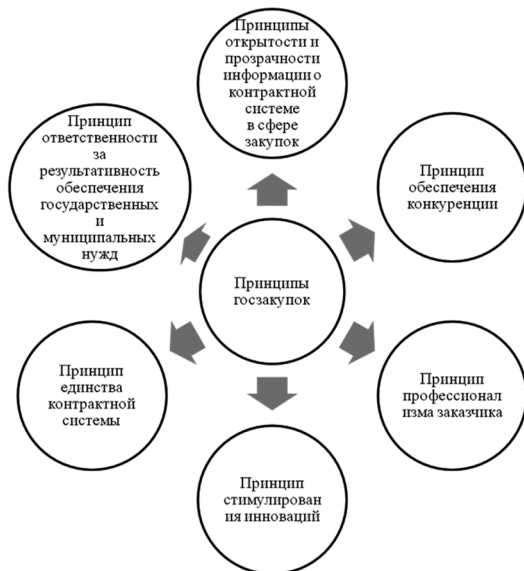 Принципы
открытости и
прозрачности
информации о
контрактной
системе
в сфере
закупок
Принцип
ответственности
за
результативность
обеспечения
государственных
и
муниципальных
нужд
Принцип
обеспечения
конкуренции
Принципы
госзакупок
Принцип
единства
контрактной
системы
Принцип
профессионал
изма заказчика
Принцип
стимулирован
ия инноваций